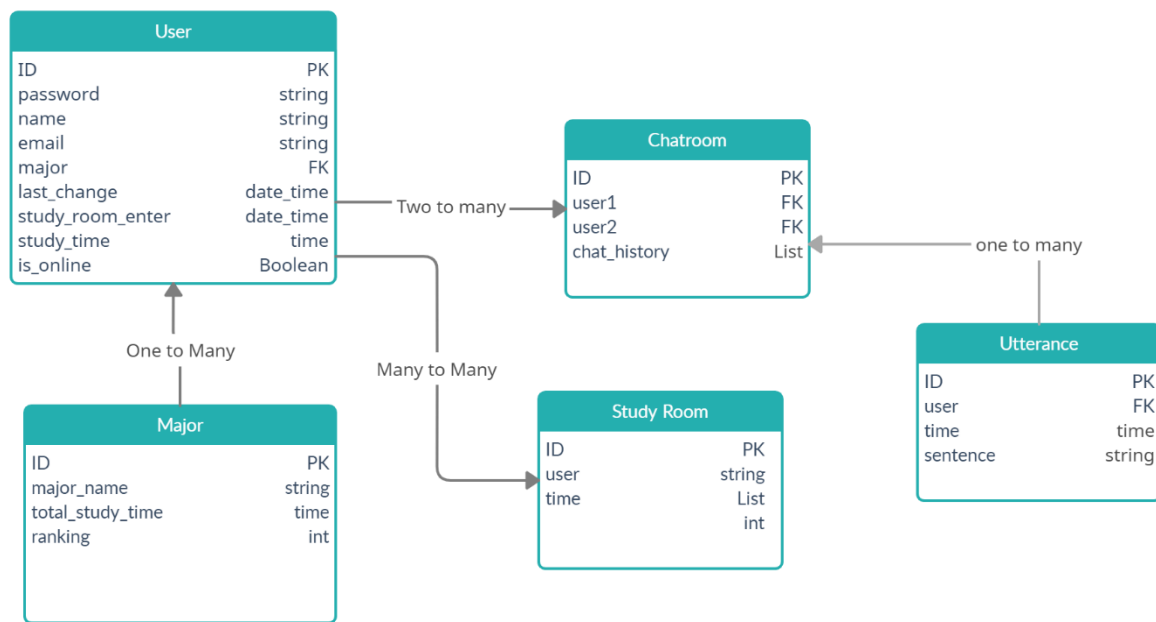 User
ID PK
password string
name string
email string
major FK
last_change date_time
study_room_enter date_time
study_time time
is_online Boolean
Two to many
Chatroom
ID PK
user1 FK
user2 FK
chat_history List
one to many
Utterance
ID PK
user FK
time time
sentence string
One to Many
Many to Many
Major
ID PK
major_name string
total_study_time time
ranking int
Study Room
ID PK
user string
time List
int